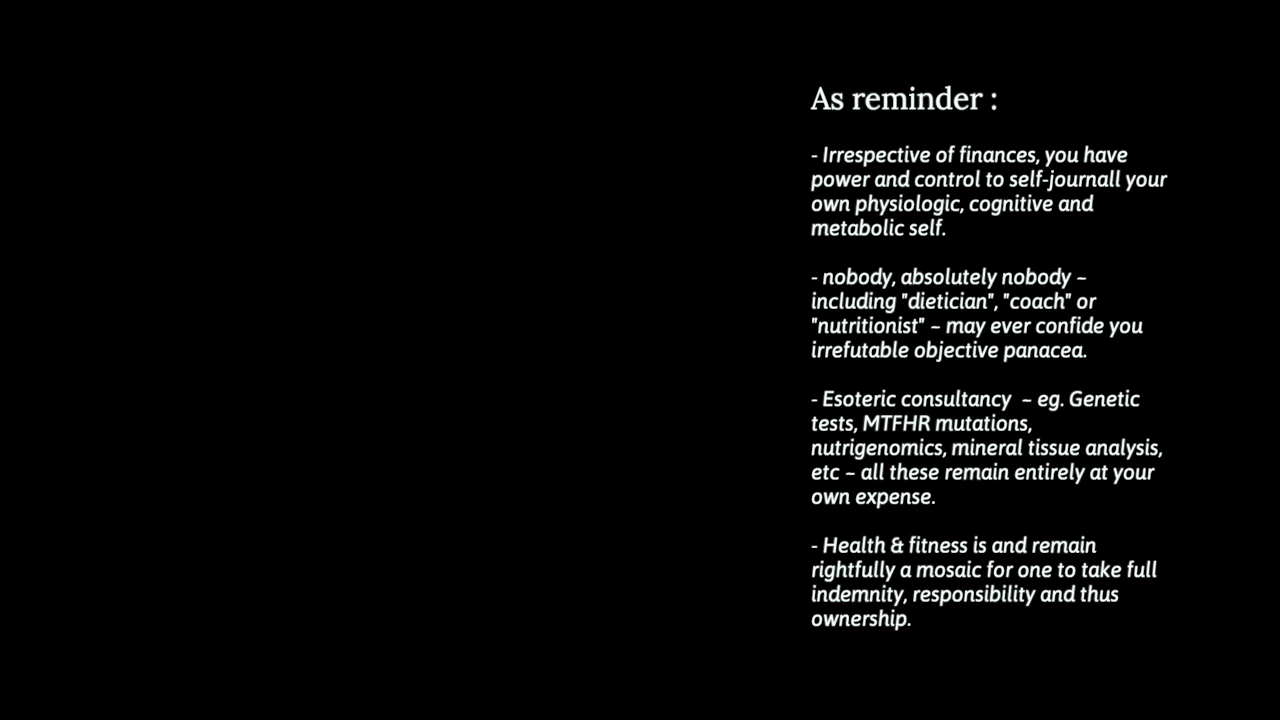 As reminder :
- Irrespective of finances, you have
power and control to self-journall your
own physiologic, cognitive and
metabolic self.
- nobody, absolutely nobody –
including "dietician", "coach" or
"nutritionist" – may ever confide you
irrefutable objective panacea.
- Esoteric consultancy  – eg. Genetic
tests, MTFHR mutations,
nutrigenomics, mineral tissue analysis,
etc – all these remain entirely at your
own expense.
- Health & fitness is and remain
rightfully a mosaic for one to take full
indemnity, responsibility and thus
ownership.